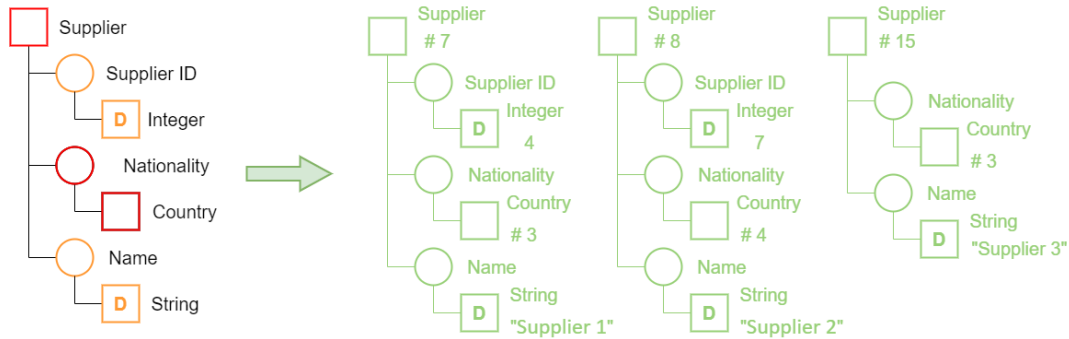 Supplier
Supplier ID
D Integer
Nationality
Country
Name
D String
Supplier
# 7
Supplier ID
Integer
D 4
Nationality
Country
# 3
Name
String
D "Supplier 1"
Supplier
# 8
Supplier ID
Integer
D 7
Nationality
Country
# 4
Name
String
D "Supplier 2"
Supplier
# 15
Nationality
Country
# 3
Name
String
D "Supplier 3"